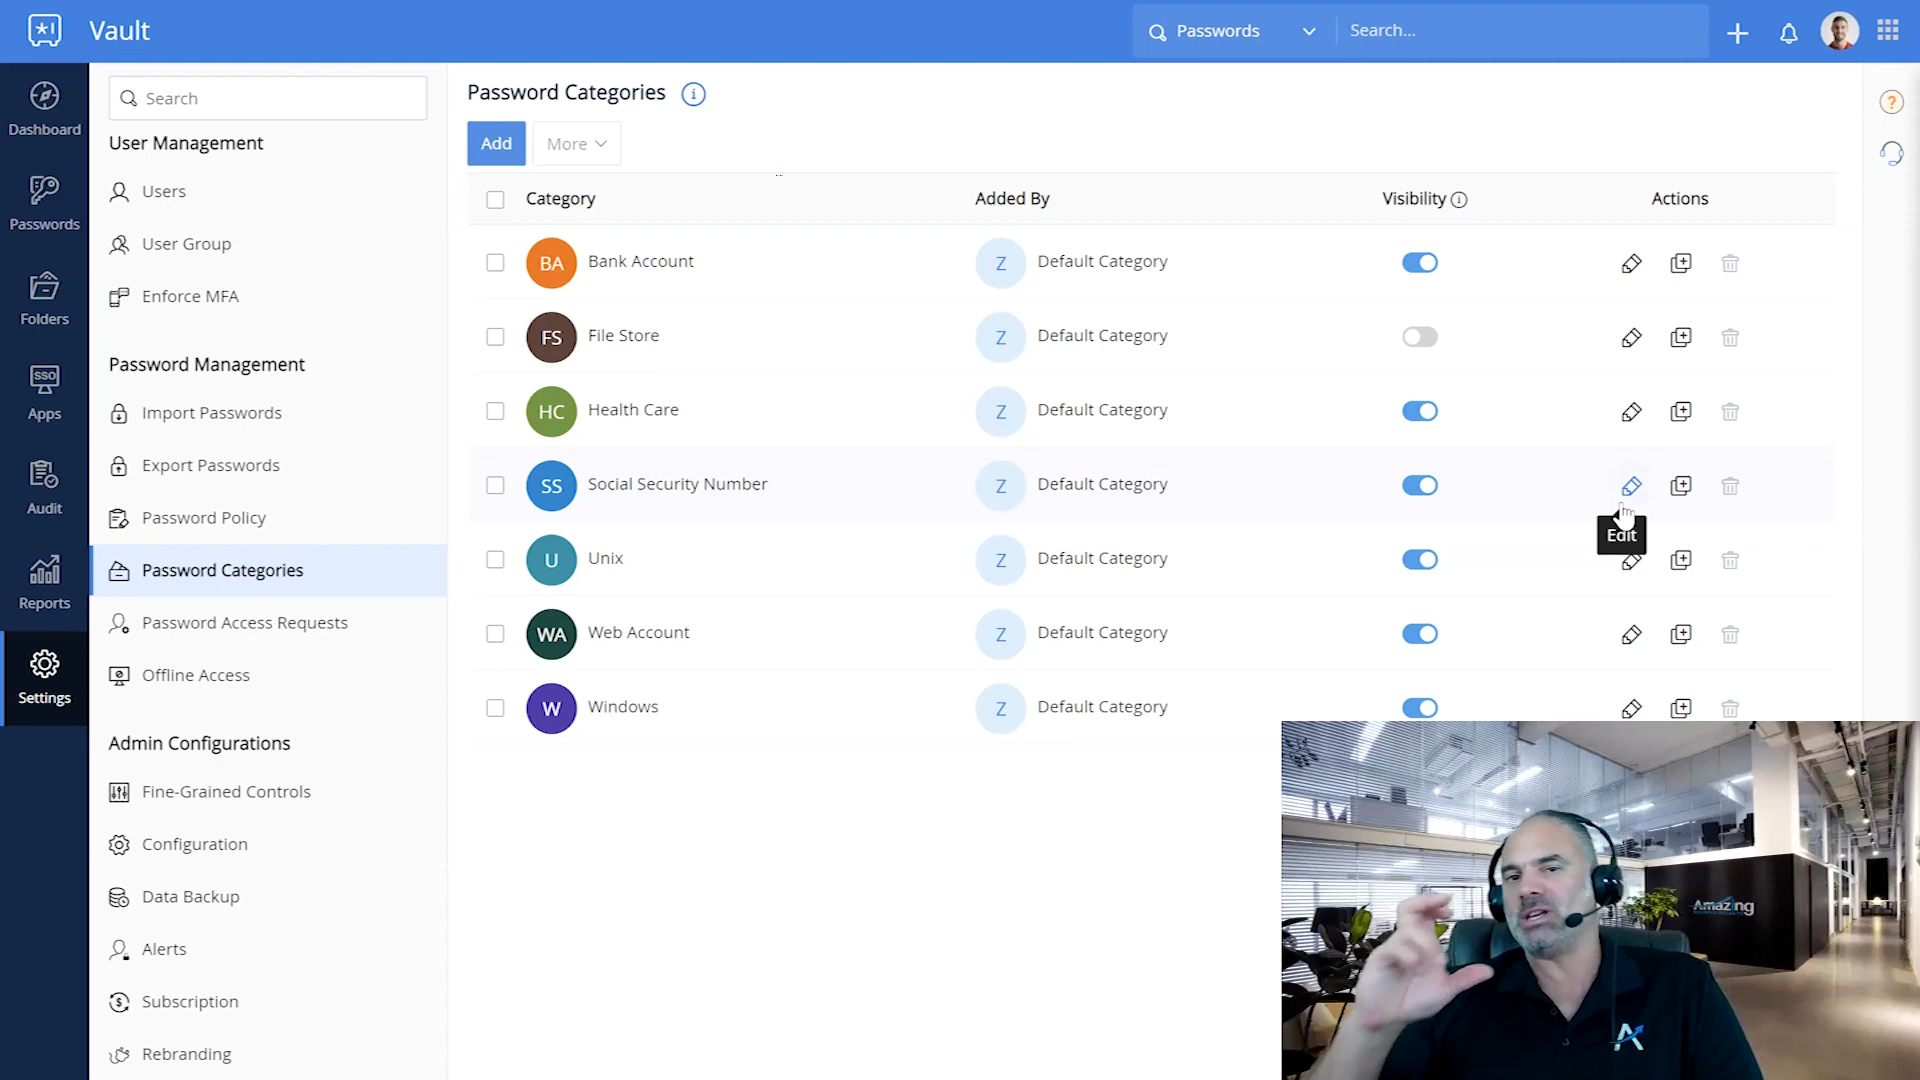 Vault
Passwords
Search...
Dashboard
Passwords
Folders
SSO
Apps
Audit
Reports
Settings
Search
User Management
Users
User Group
Enforce MFA
Password Management
Import Passwords
Export Passwords
Password Policy
Password Categories
Password Access Requests
Offline Access
Admin Configurations
Fine-Grained Controls
Configuration
Data Backup
Alerts
Subscription
Rebranding
Password Categories
Add More
Category Added By Visibility Actions
BA Bank Account Z Default Category
FS File Store Z Default Category
HC Health Care Z Default Category
SS Social Security Number Z Default Category
Edit
U Unix Z Default Category
WA Web Account Z Default Category
W Windows Z Default Category
Amazing